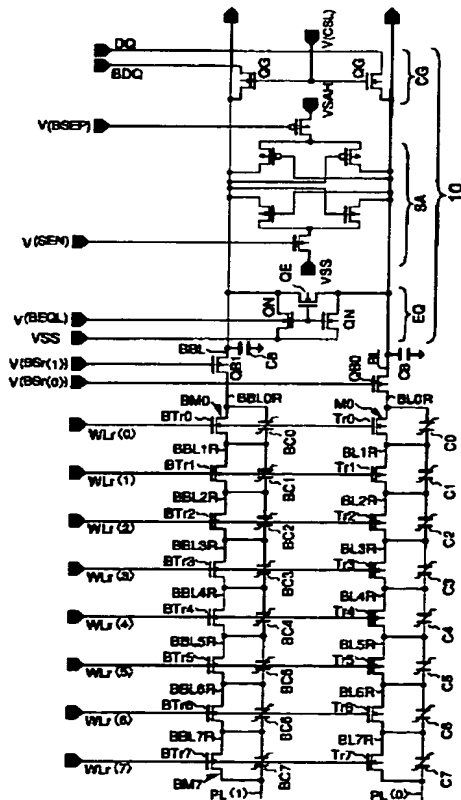 DQ
BDQ
V(CSL)
QG
QG
CG
V(BSEP)
VSAH
SA
10
V(SEN)
VSS
QE
V(BEQL)
QN
QN
EQ
VSS
BBL
CB
BL
CB
V(BSr(1))
V(BSr(0))
QB1
QB0
BBL0R
BL0R
WLr(0)
BM0
BTr0
BC0
M0
Tr0
C0
BBL1R
BL1R
WLr(1)
BTr1
BC1
Tr1
C1
BBL2R
BL2R
WLr(2)
BTr2
BC2
Tr2
C2
BBL3R
BL3R
WLr(3)
BTr3
BC3
Tr3
C3
BBL4R
BL4R
WLr(4)
BTr4
BC4
Tr4
C4
BBL5R
BL5R
WLr(5)
BTr5
BC5
Tr5
C5
BBL6R
BL6R
WLr(6)
BTr6
BC6
Tr6
C6
BBL7R
BL7R
WLr(7)
BTr7
BC7
Tr7
C7
BM7
PL(1)
PL(0)